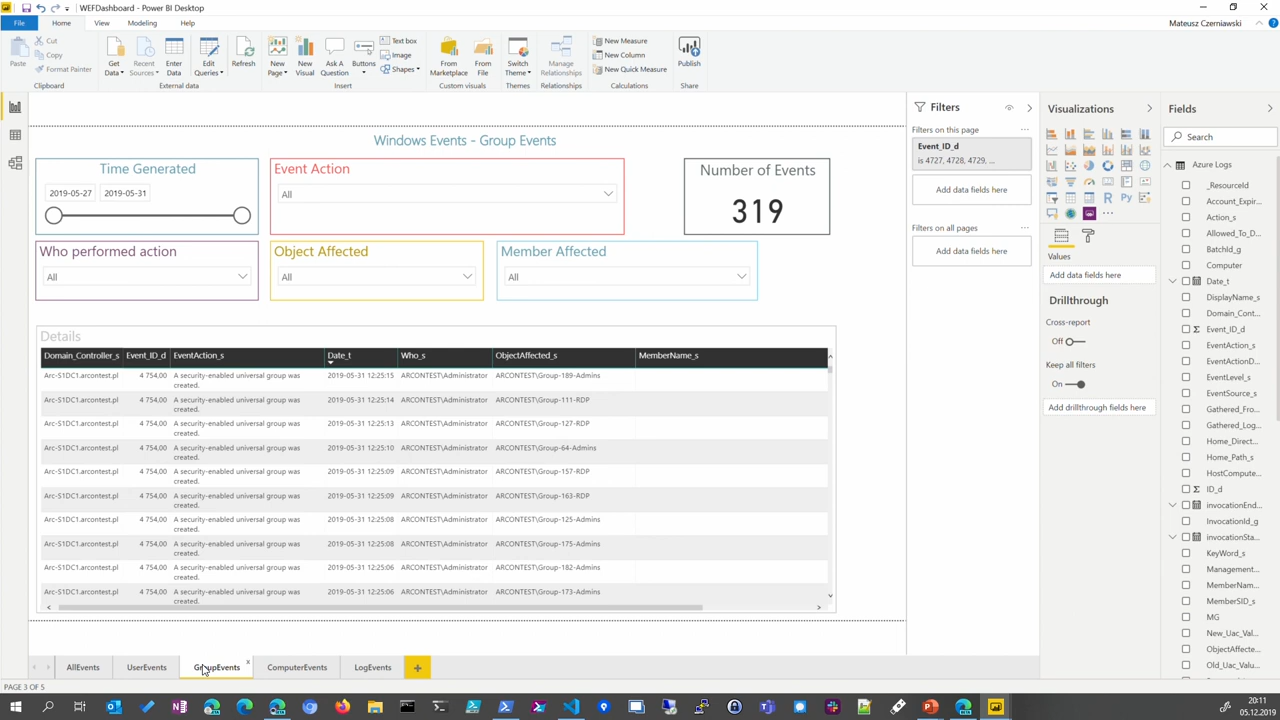 WEFDashboard - Power BI Desktop
Mateusz Czerniawski
File
Home
View
Modeling
Help
Paste
Cut
Copy
Format Painter
Clipboard
Get
Data
Recent
Sources
Enter
Data
Edit
Queries
Refresh
External data
New
Page
New
Visual
Ask A
Question
Buttons
Text box
Image
Shapes
Insert
From
Marketplace
From
File
Custom visuals
Switch
Theme
Themes
Manage
Relationships
Relationships
New Measure
New Column
New Quick Measure
Calculations
Publish
Share
Windows Events - Group Events
Time Generated
2019-05-27 2019-05-31
Event Action
All
Number of Events
319
Who performed action
All
Object Affected
All
Member Affected
All
Details
Domain_Controller_s Event_ID_d EventAction_s Date_t Who_s ObjectAffected_s MemberName_s
Arc-S1DC1.arcontest.pl 4 754,00 A security-enabled universal group was 2019-05-31 12:25:15 ARCONTEST\Administrator ARCONTEST\Group-189-Admins
created.
Arc-S1DC1.arcontest.pl 4 754,00 A security-enabled universal group was 2019-05-31 12:25:14 ARCONTEST\Administrator ARCONTEST\Group-111-RDP
created.
Arc-S1DC1.arcontest.pl 4 754,00 A security-enabled universal group was 2019-05-31 12:25:13 ARCONTEST\Administrator ARCONTEST\Group-127-RDP
created.
Arc-S1DC1.arcontest.pl 4 754,00 A security-enabled universal group was 2019-05-31 12:25:10 ARCONTEST\Administrator ARCONTEST\Group-64-Admins
created.
Arc-S1DC1.arcontest.pl 4 754,00 A security-enabled universal group was 2019-05-31 12:25:09 ARCONTEST\Administrator ARCONTEST\Group-157-RDP
created.
Arc-S1DC1.arcontest.pl 4 754,00 A security-enabled universal group was 2019-05-31 12:25:09 ARCONTEST\Administrator ARCONTEST\Group-163-RDP
created.
Arc-S1DC1.arcontest.pl 4 754,00 A security-enabled universal group was 2019-05-31 12:25:08 ARCONTEST\Administrator ARCONTEST\Group-125-Admins
created.
Arc-S1DC1.arcontest.pl 4 754,00 A security-enabled universal group was 2019-05-31 12:25:08 ARCONTEST\Administrator ARCONTEST\Group-175-Admins
created.
Arc-S1DC1.arcontest.pl 4 754,00 A security-enabled universal group was 2019-05-31 12:25:06 ARCONTEST\Administrator ARCONTEST\Group-182-Admins
created.
Arc-S1DC1.arcontest.pl 4 754,00 A security-enabled universal group was 2019-05-31 12:25:06 ARCONTEST\Administrator ARCONTEST\Group-173-Admins
created.
Filters
Filters on this page
Event_ID_d
is 4727, 4728, 4729, ...
Add data fields here
Filters on all pages
Add data fields here
Visualizations
R Py
Values
Add data fields here
Drillthrough
Cross-report
Off
Keep all filters
On
Add drillthrough fields here
Fields
Search
Azure Logs
_ResourceId
Account_Expir...
Action_s
Allowed_To_D...
BatchId_g
Computer
Date_t
DisplayName_s
Domain_Cont...
Event_ID_d
EventAction_s
EventActionD...
EventLevel_s
EventSource_s
Gathered_Fro...
Gathered_Log...
Home_Direct...
Home_Path_s
HostCompute...
ID_d
invocationEnd...
InvocationId_g
invocationSta...
KeyWord_s
Management...
MemberNam...
MemberSID_s
MG
New_Uac_Val...
ObjectAffecte...
Old_Uac_Valu...
AllEvents
UserEvents
GroupEvents
ComputerEvents
LogEvents
PAGE 3 OF 5
20:11
05.12.2019